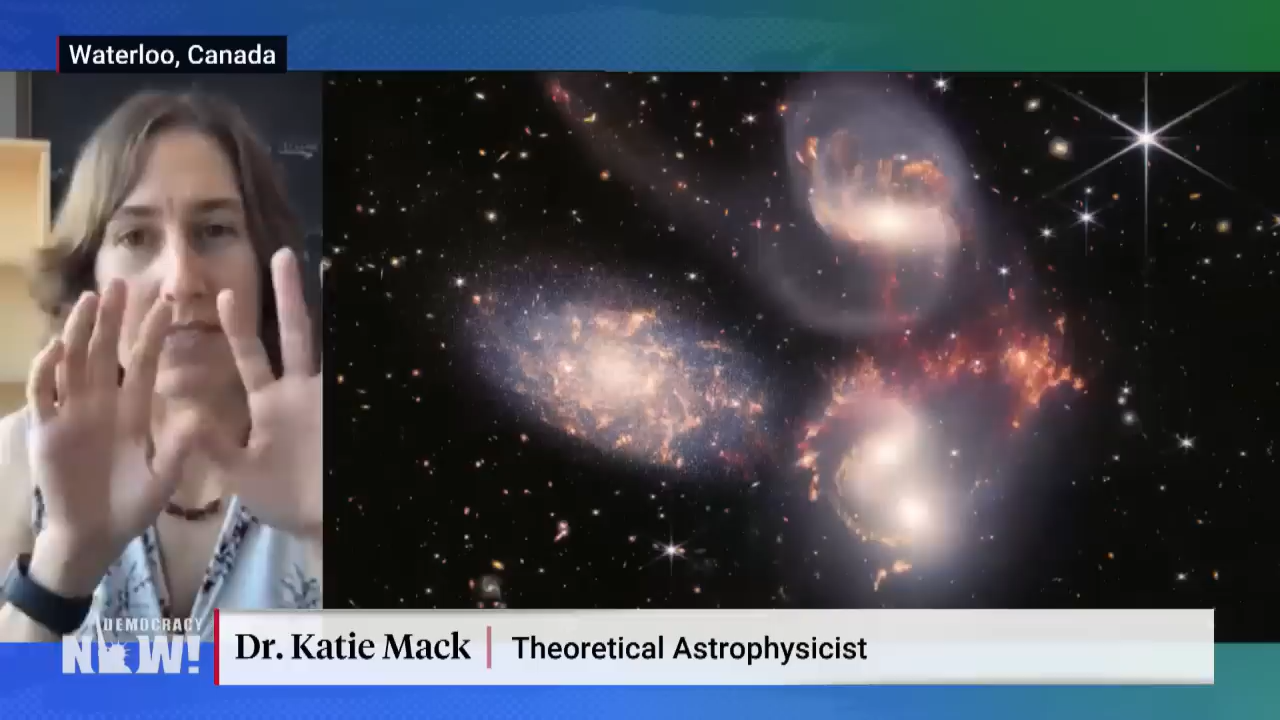 Waterloo, Canada
DEMOCRACY
NOW!
Dr. Katie Mack | Theoretical Astrophysicist